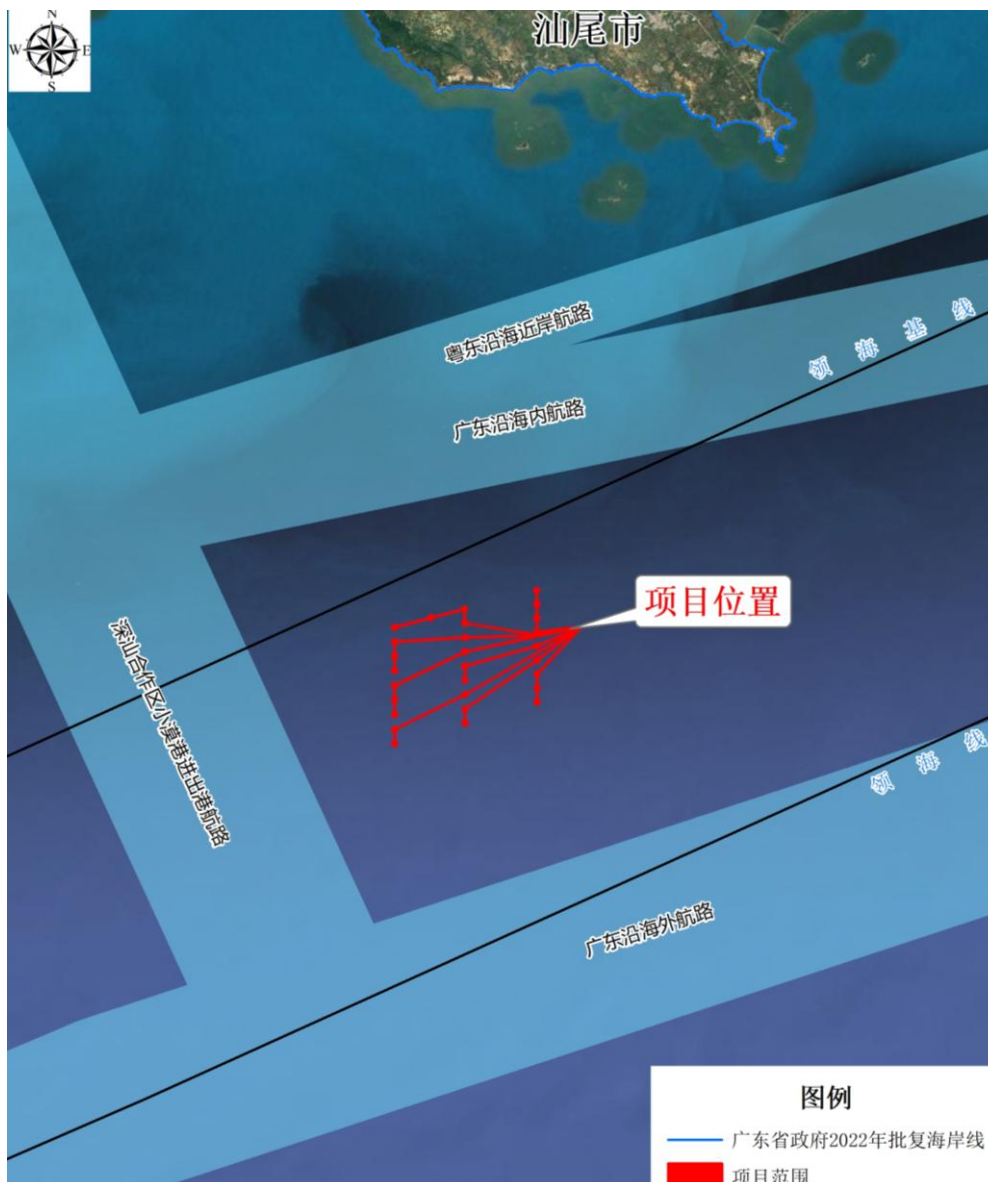 N
W
E
S
汕尾市
粤东沿海近岸航路
领海基线
广东沿海内航路
项目位置
深汕合作区小漠港进出港航路
领海线
广东沿海外航路
图例
广东省政府2022年批复海岸线
项目范围